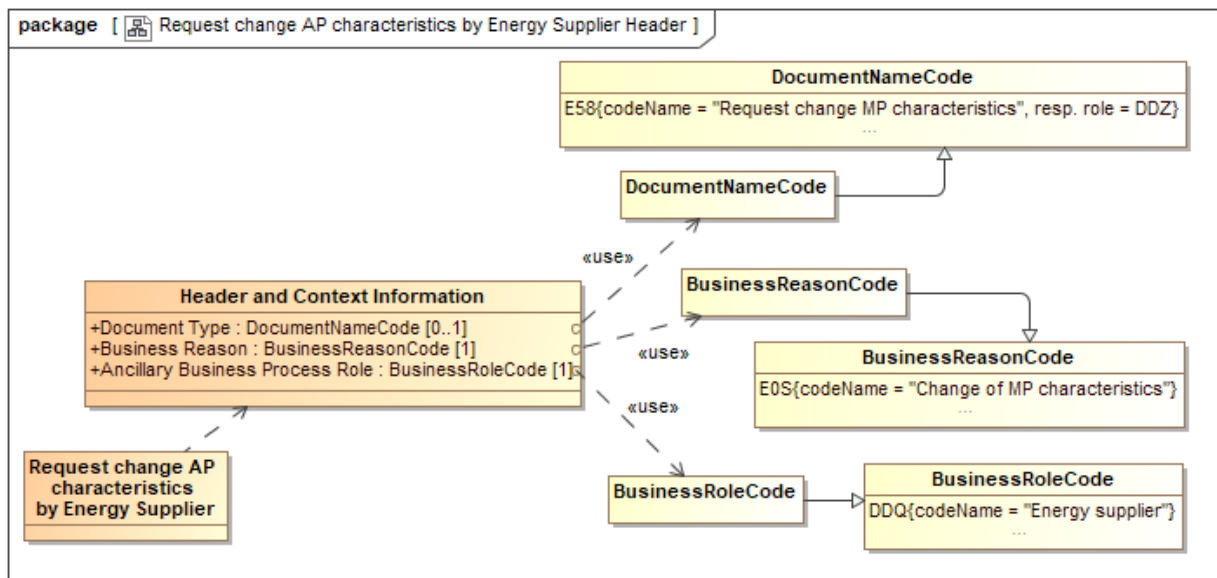 package [ Request change AP characteristics by Energy Supplier Header ]
DocumentNameCode
E58{codeName = "Request change MP characteristics", resp. role = DDZ}
...
DocumentNameCode
«use»
Header and Context Information
+Document Type : DocumentNameCode [0..1]
+Business Reason : BusinessReasonCode [1]
+Ancillary Business Process Role : BusinessRoleCode [1]
BusinessReasonCode
«use»
BusinessReasonCode
E0S{codeName = "Change of MP characteristics"}
...
«use»
Request change AP
characteristics
by Energy Supplier
BusinessRoleCode
BusinessRoleCode
DDQ{codeName = "Energy supplier"}
...